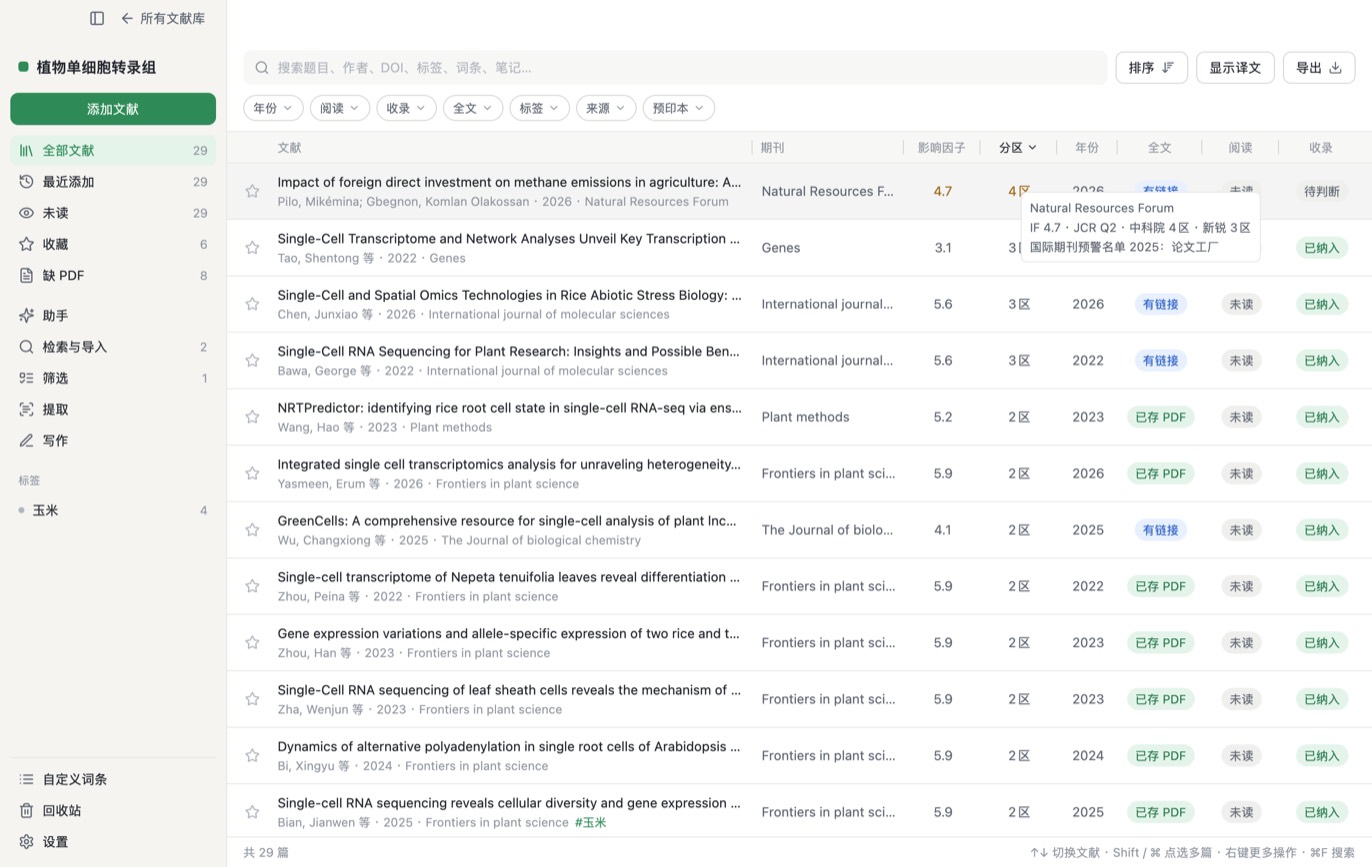 所有文献库
植物单细胞转录组
添加文献
全部文献 29
最近添加 29
未读 29
收藏 6
缺 PDF 8
助手
检索与导入 2
筛选 1
提取
写作
标签
玉米 4
自定义词条
回收站
设置
搜索题目、作者、DOI、标签、词条、笔记...
排序
显示译文
导出
年份 阅读 收录 全文 标签 来源 预印本
文献 期刊 影响因子 分区 年份 全文 阅读 收录
Impact of foreign direct investment on methane emissions in agriculture: A...
Pilo, Mikémina; Gbegnon, Komlan Olakossan · 2026 · Natural Resources Forum
Natural Resources F... 4.7 4区 2026 有链接 未读 待判断
Natural Resources Forum
IF 4.7 · JCR Q2 · 中科院 4区 · 新锐 3区
国际期刊预警名单 2025：论文工厂
Single-Cell Transcriptome and Network Analyses Unveil Key Transcription ...
Tao, Shentong 等 · 2022 · Genes
Genes 3.1 3 已纳入
Single-Cell and Spatial Omics Technologies in Rice Abiotic Stress Biology: ...
Chen, Junxiao 等 · 2026 · International journal of molecular sciences
International journal... 5.6 3区 2026 有链接 未读 已纳入
Single-Cell RNA Sequencing for Plant Research: Insights and Possible Ben...
Bawa, George 等 · 2022 · International journal of molecular sciences
International journal... 5.6 3区 2022 有链接 未读 已纳入
NRTPredictor: identifying rice root cell state in single-cell RNA-seq via ens...
Wang, Hao 等 · 2023 · Plant methods
Plant methods 5.2 2区 2023 已存 PDF 未读 已纳入
Integrated single cell transcriptomics analysis for unraveling heterogeneity...
Yasmeen, Erum 等 · 2026 · Frontiers in plant science
Frontiers in plant sci... 5.9 2区 2026 已存 PDF 未读 已纳入
GreenCells: A comprehensive resource for single-cell analysis of plant lnc...
Wu, Changxiong 等 · 2025 · The Journal of biological chemistry
The Journal of biolo... 4.1 2区 2025 有链接 未读 已纳入
Single-cell transcriptome of Nepeta tenuifolia leaves reveal differentiation ...
Zhou, Peina 等 · 2022 · Frontiers in plant science
Frontiers in plant sci... 5.9 2区 2022 已存 PDF 未读 已纳入
Gene expression variations and allele-specific expression of two rice and t...
Zhou, Han 等 · 2023 · Frontiers in plant science
Frontiers in plant sci... 5.9 2区 2023 已存 PDF 未读 已纳入
Single-Cell RNA sequencing of leaf sheath cells reveals the mechanism of ...
Zha, Wenjun 等 · 2023 · Frontiers in plant science
Frontiers in plant sci... 5.9 2区 2023 已存 PDF 未读 已纳入
Dynamics of alternative polyadenylation in single root cells of Arabidopsis ...
Bi, Xingyu 等 · 2024 · Frontiers in plant science
Frontiers in plant sci... 5.9 2区 2024 已存 PDF 未读 已纳入
Single-cell RNA sequencing reveals cellular diversity and gene expression ...
Bian, Jianwen 等 · 2025 · Frontiers in plant science #玉米
Frontiers in plant sci... 5.9 2区 2025 已存 PDF 未读 已纳入
共 29 篇
↑↓ 切换文献 · Shift / ⌘ 点选多篇 · 右键更多操作 · ⌘F 搜索